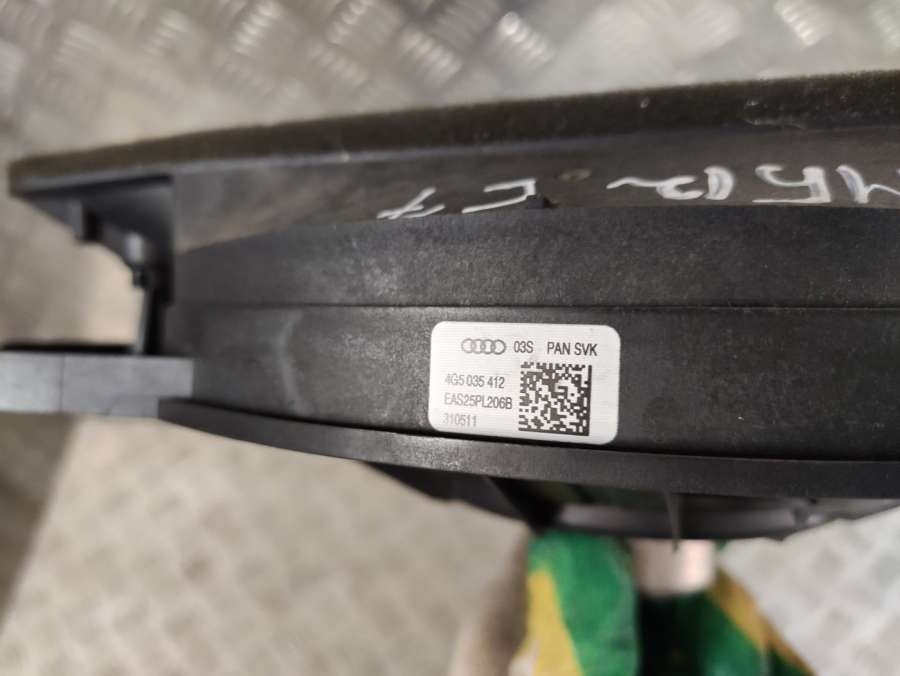 03S PAN SVK
4G5 035 412
EAS25PL206B
310511